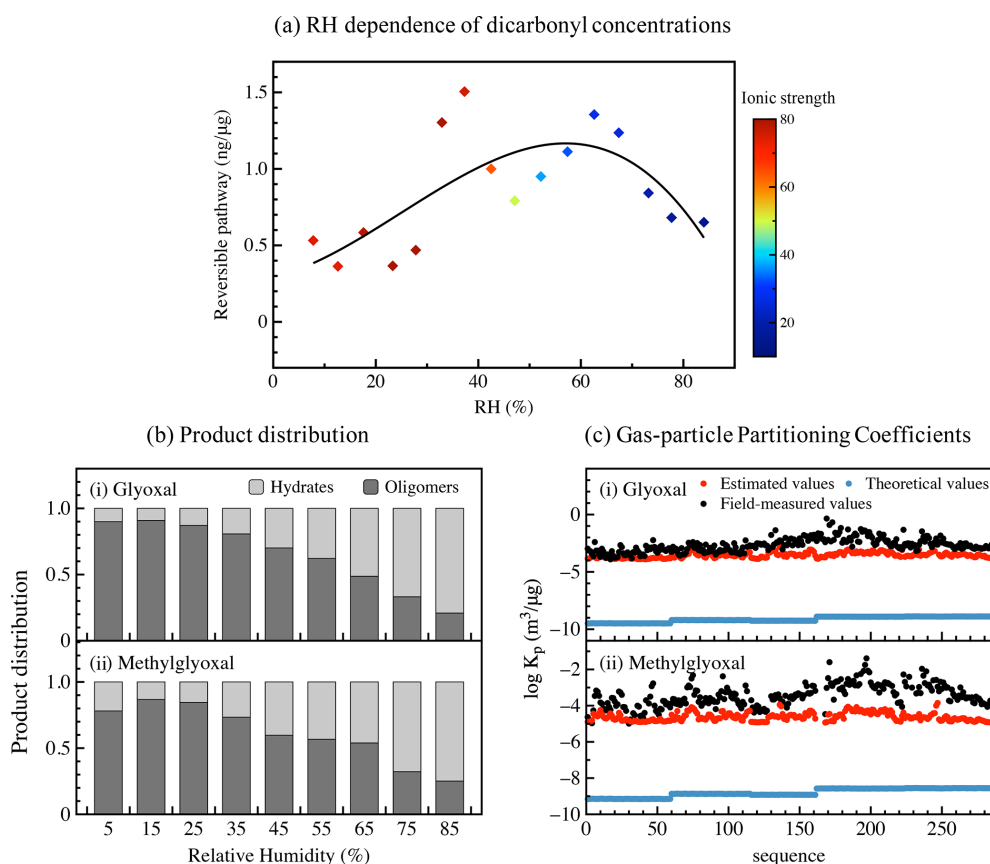 (a) RH dependence of dicarbonyl concentrations
Reversible pathway (ng/μg)
1.5
1.0
0.5
0
0
20
40
60
80
RH (%)
Ionic strength
80
60
40
20
(b) Product distribution
Product distribution
(i) Glyoxal
Hydrates
Oligomers
1.0
0.5
0
(ii) Methylglyoxal
1.0
0.5
0
5
15
25
35
45
55
65
75
85
Relative Humidity (%)
(c) Gas-particle Partitioning Coefficients
log Kp (m³/μg)
(i) Glyoxal
Estimated values
Theoretical values
Field-measured values
0
−5
−10
(ii) Methylglyoxal
−2
−4
−6
−8
−10
0
50
100
150
200
250
sequence